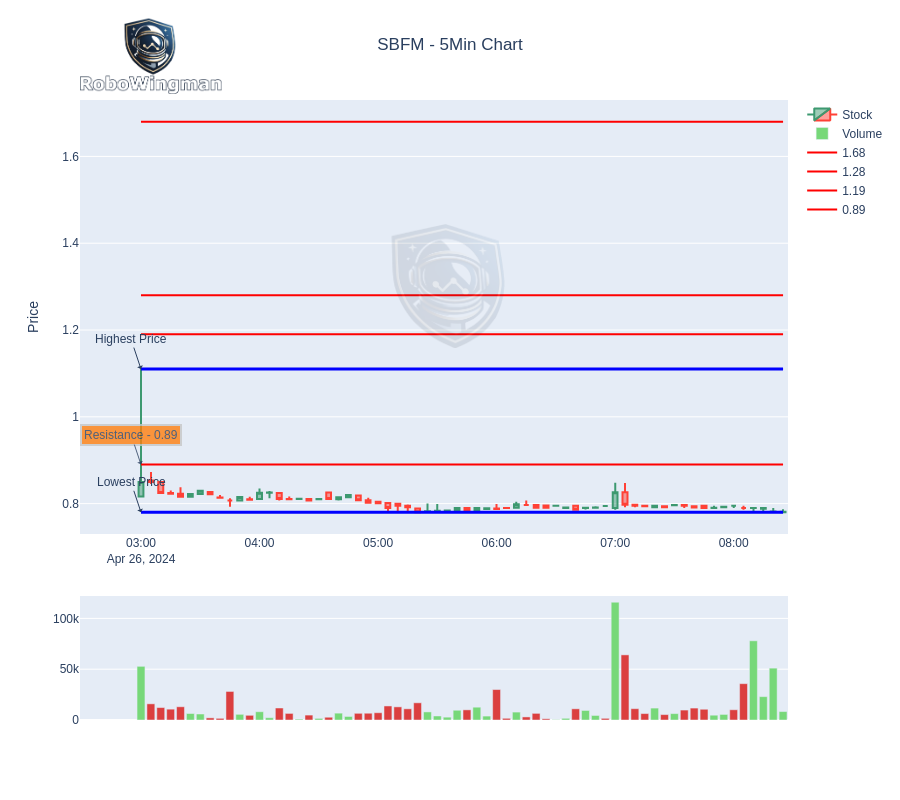 RoboWingman
SBFM - 5Min Chart
Stock
Volume
1.68
1.28
1.19
0.89
Price
1.6
1.4
1.2
1
0.8
Highest Price
Resistance - 0.89
Lowest Price
03:00
04:00
05:00
06:00
07:00
08:00
Apr 26, 2024
100k
50k
0